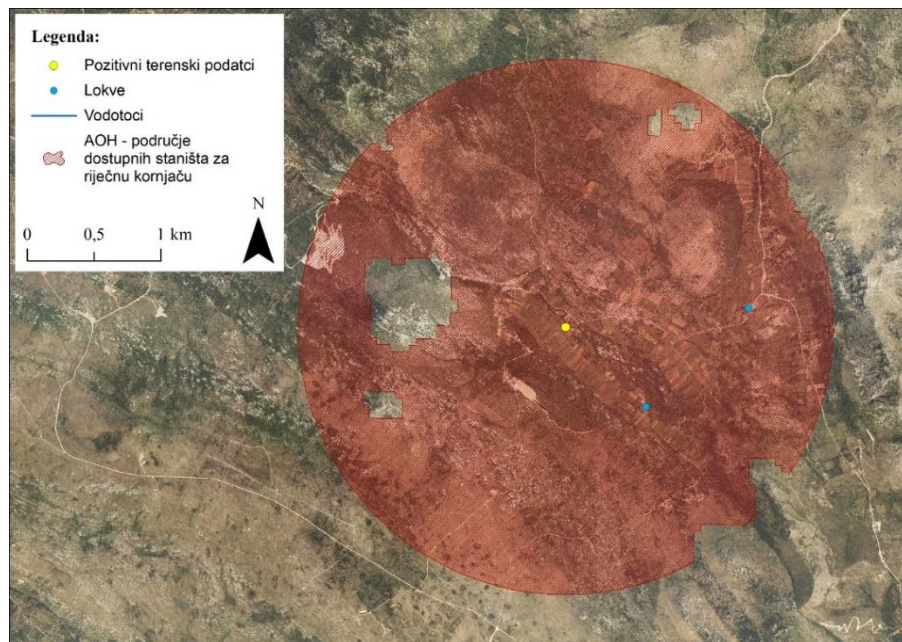 Legenda:
Pozitivni terenski podatci
Lokve
Vodotoci
AOH - područje
dostupnih staništa za
riječnu kornjaču
N
0 0,5 1 km